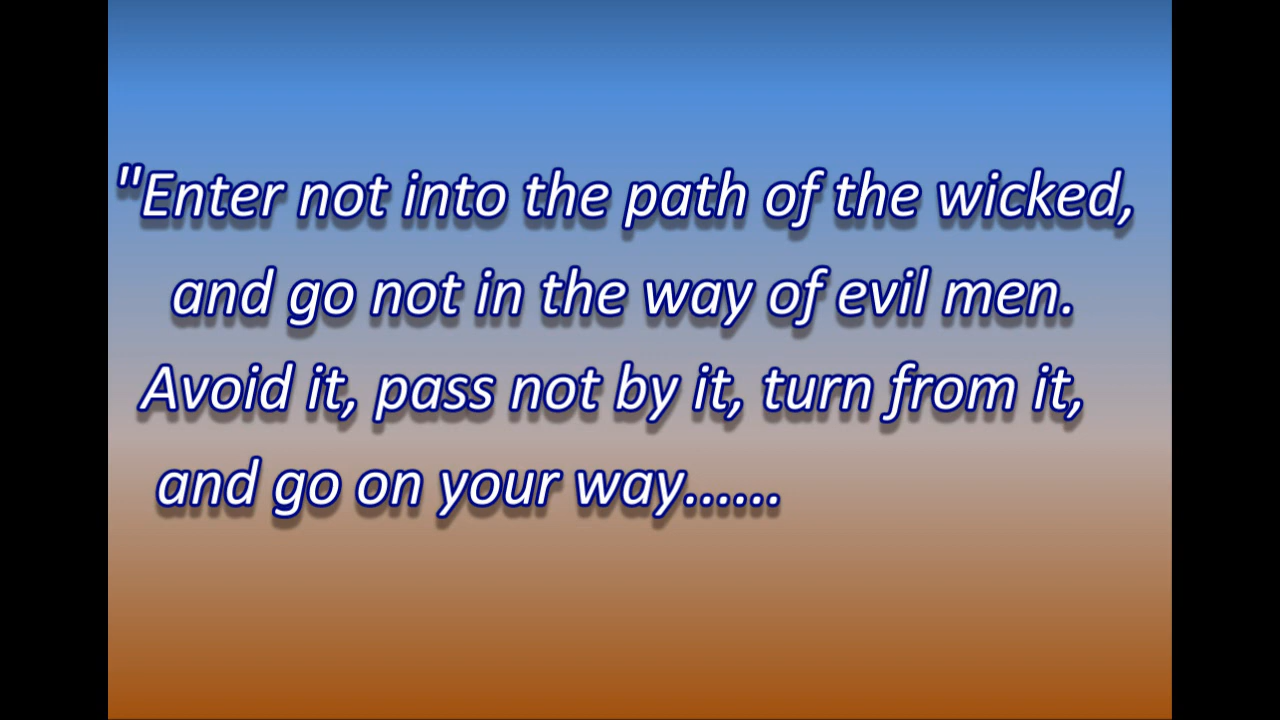 "Enter not into the path of the wicked,
and go not in the way of evil men.
Avoid it, pass not by it, turn from it,
and go on your way......